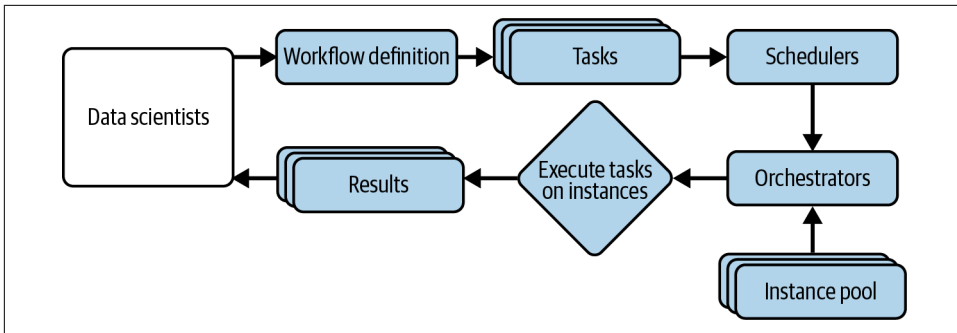 Data scientists
Workflow definition
Tasks
Schedulers
Orchestrators
Execute tasks
on instances
Results
Instance pool